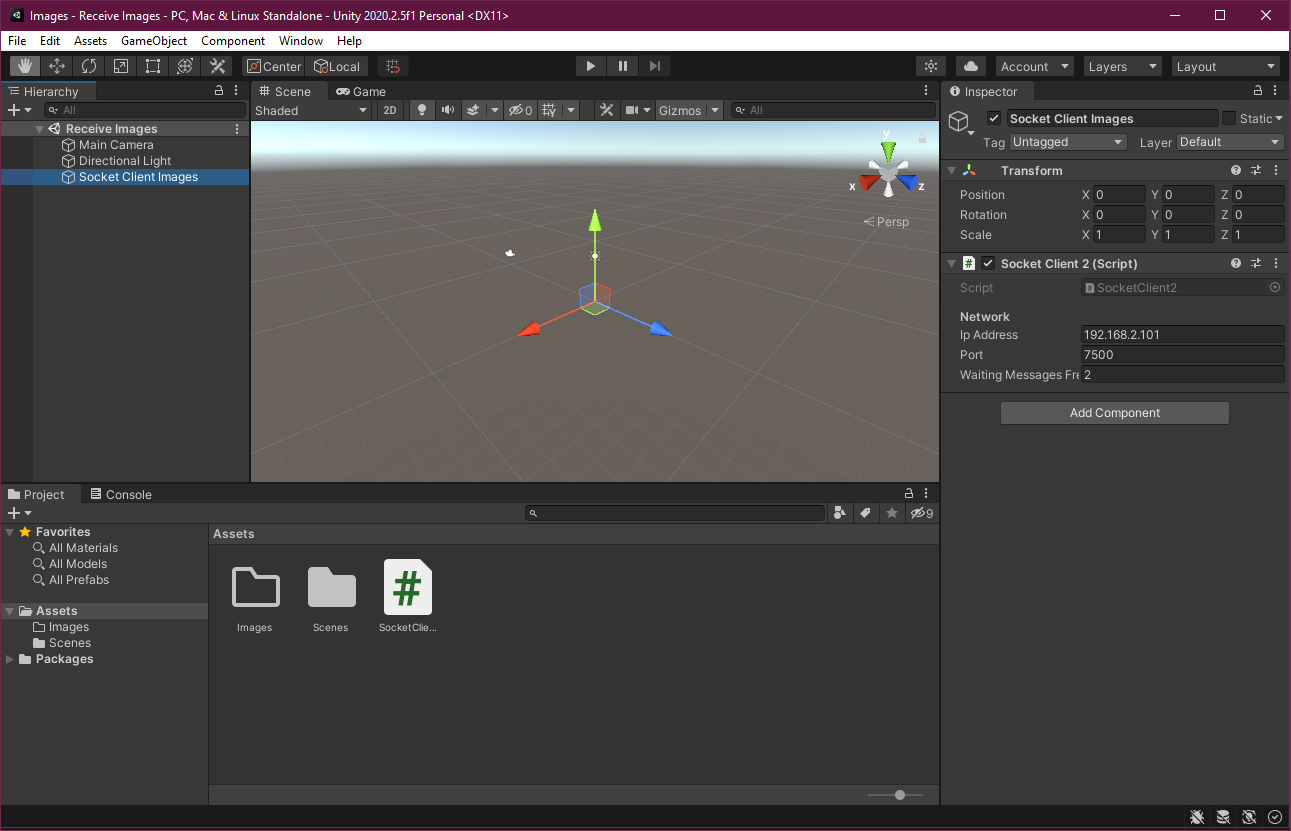 Images - Receive Images - PC, Mac & Linux Standalone - Unity 2020.2.5f1 Personal <DX11>
File Edit Assets GameObject Component Window Help
Center Local Account Layers Layout
Hierarchy
All
Receive Images
Main Camera
Directional Light
Socket Client Images
Scene Game
Shaded 2D 0 Gizmos All
y
x z
Persp
Inspector
Socket Client Images Static
Tag Untagged Layer Default
Transform
Position X 0 Y 0 Z 0
Rotation X 0 Y 0 Z 0
Scale X 1 Y 1 Z 1
# Socket Client 2 (Script)
Script # SocketClient2
Network
Ip Address 192.168.2.101
Port 7500
Waiting Messages Fre 2
Add Component
Project Console
9
Favorites
All Materials
All Models
All Prefabs
Assets
Images
Scenes
Packages
Assets
#
Images Scenes SocketClie...